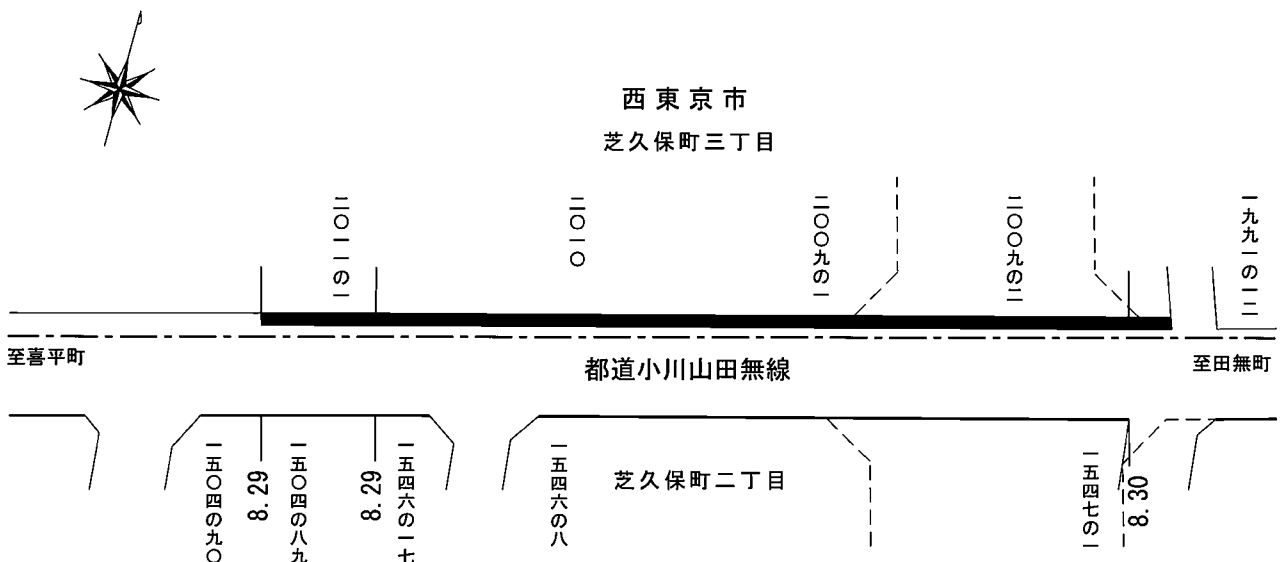 西東京市
芝久保町三丁目
二〇一一の一
二〇一〇
二〇〇九の一
二〇〇九の二
一九九一の一二
至喜平町
都道小川山田無線
至田無町
一五〇四の九〇
8.29
一五〇四の八九
8.29
一五四六の一七
一五四六の八
芝久保町二丁目
一五四七の一
8.30